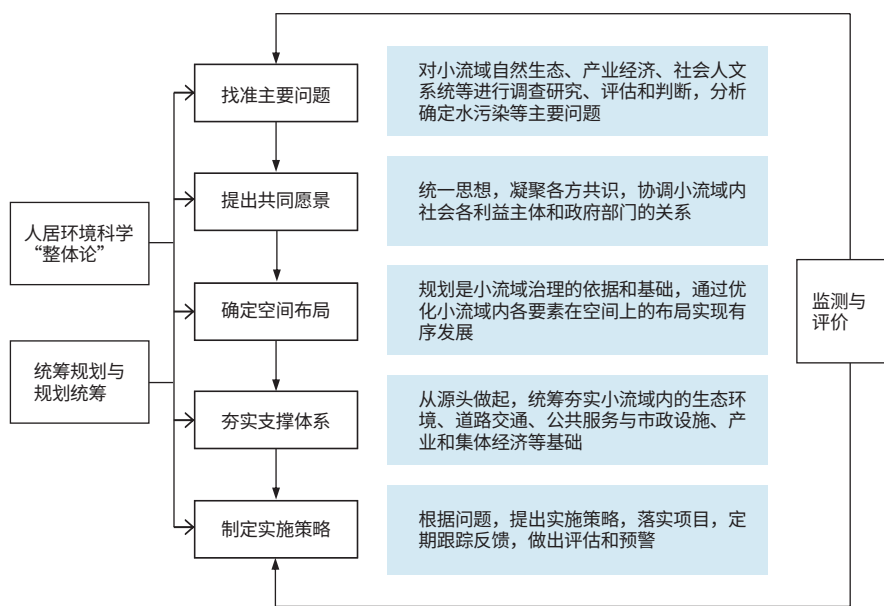 找准主要问题
对小流域自然生态、产业经济、社会人文
系统等进行调查研究、评估和判断，分析
确定水污染等主要问题
提出共同愿景
统一思想，凝聚各方共识，协调小流域内
社会各利益主体和政府部门的关系
人居环境科学
“整体论”
确定空间布局
规划是小流域治理的依据和基础，通过优
化小流域内各要素在空间上的布局实现有
序发展
监测与
评价
统筹规划与
规划统筹
夯实支撑体系
从源头做起，统筹夯实小流域内的生态环
境、道路交通、公共服务与市政设施、产
业和集体经济等基础
制定实施策略
根据问题，提出实施策略，落实项目，定
期跟踪反馈，做出评估和预警